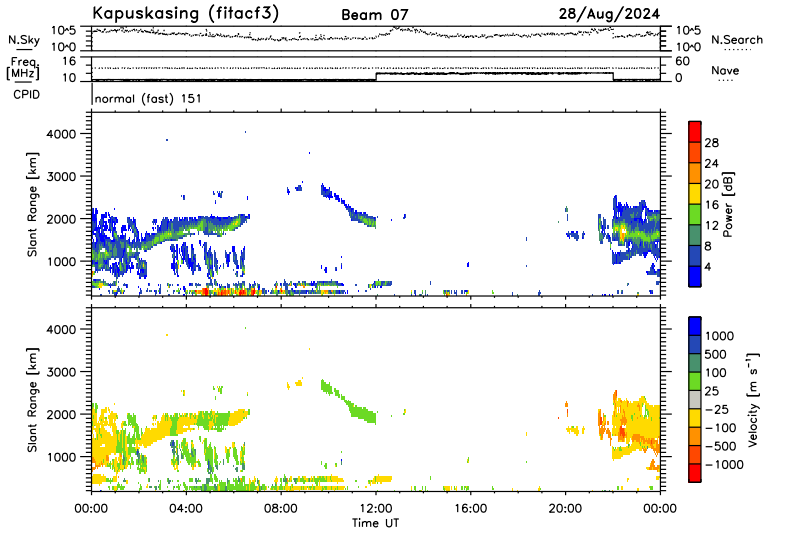 Kapuskasing (fitacf3) Beam 07 28/Aug/2024
N.Sky 10^5 10^5 N.Search
10^0 10^0
Freq. 16 60 Nave
[MHz] 10 0
CPID normal (fast) 151
Slant Range [km]
4000
3000
2000
1000
Power [dB]
28
24
20
16
12
8
4
Slant Range [km]
4000
3000
2000
1000
Velocity [m s⁻¹]
1000
500
100
25
−25
−100
−500
−1000
00:00 04:00 08:00 12:00 16:00 20:00 00:00
Time UT